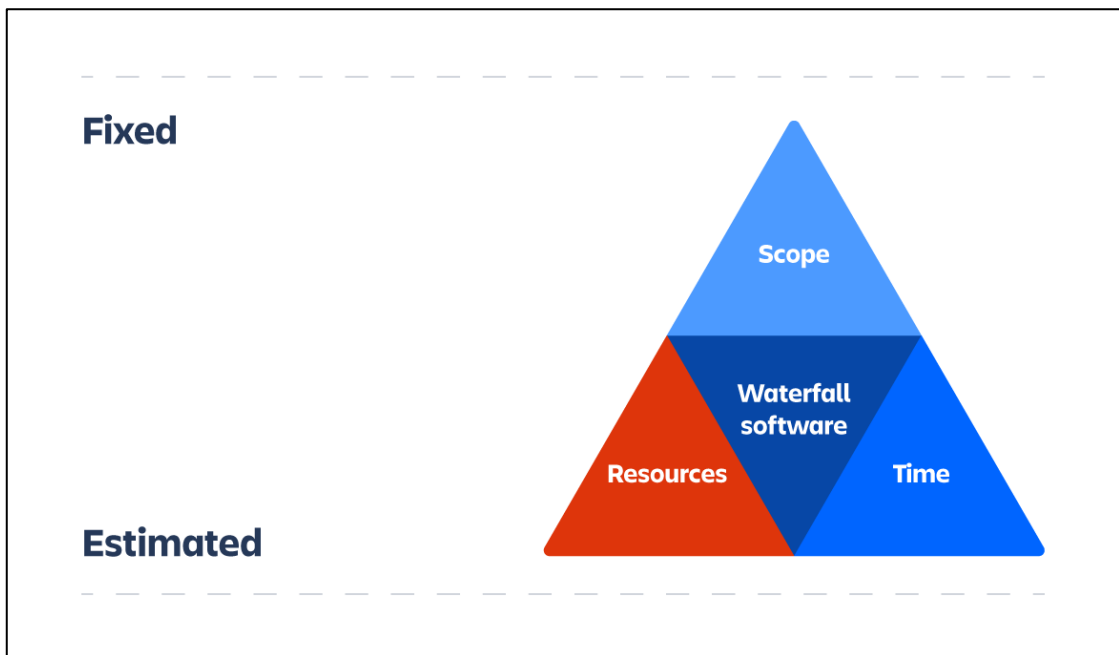 Fixed
Scope
Waterfall
software
Resources
Time
Estimated